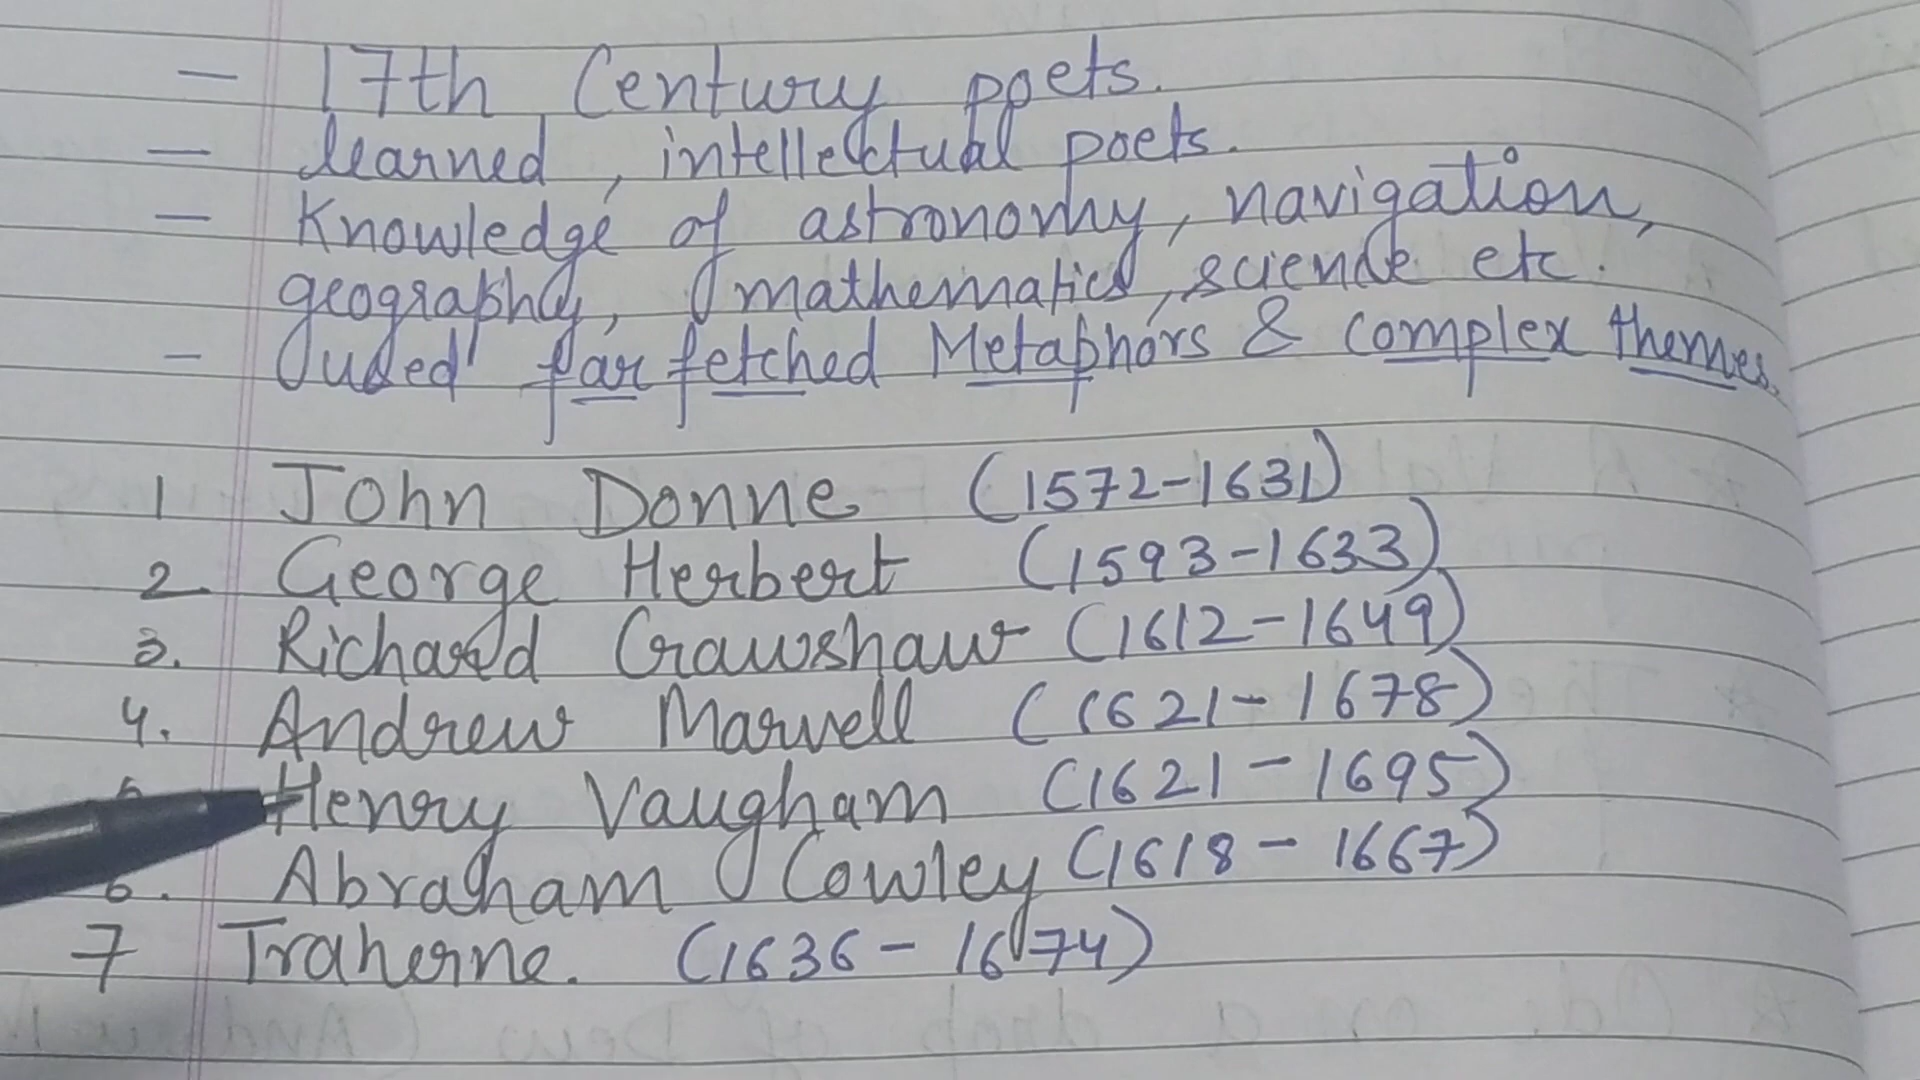 - 17th Century poets.
- learned, intellectual poets.
- Knowledge of astronomy, navigation,
geography, mathematics, science etc.
- used far fetched Metaphors & complex themes.
1 John Donne (1572-1631)
2. George Herbert (1593-1633)
3. Richard Crawshaw (1612-1649)
4. Andrew Marvell (1621-1678)
Henry Vaugham (1621-1695)
6. Abragham Cowley (1618-1667)
7 Traherne. (1636-1674)